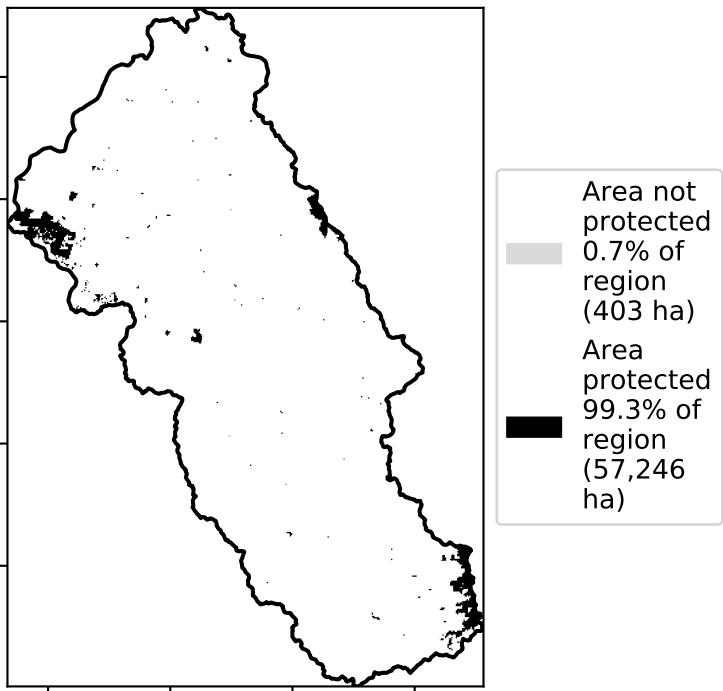 Area not
protected
0.7% of
region
(403 ha)
Area
protected
99.3% of
region
(57,246
ha)